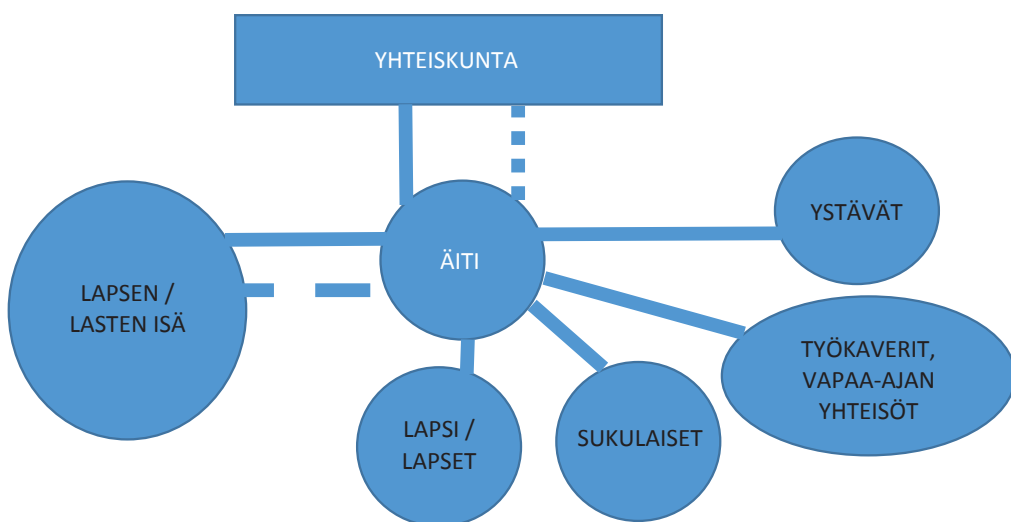 YHTEISKUNTA
YSTÄVÄT
ÄITI
LAPSEN /
LASTEN ISÄ
TYÖKAVERIT,
VAPAA-AJAN
YHTEISÖT
LAPSI /
LAPSET
SUKULAISET